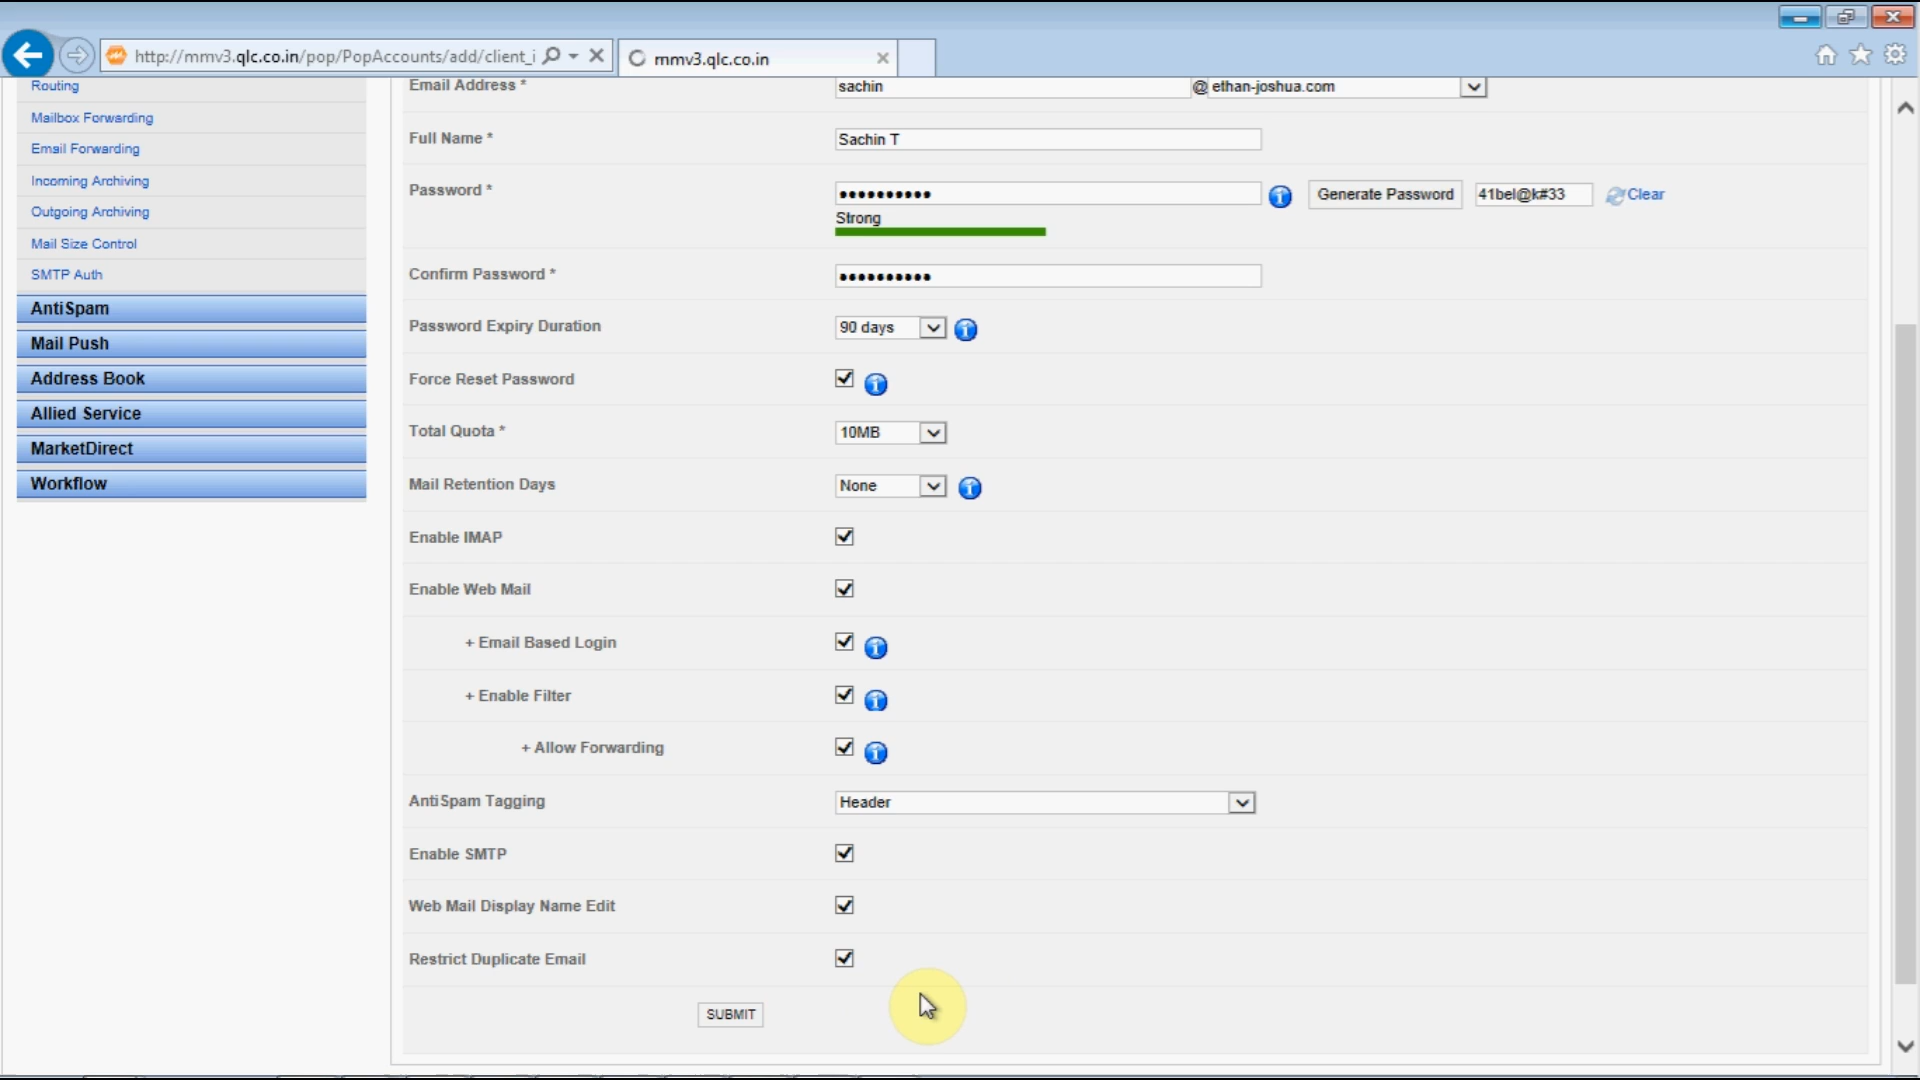 http://mmv3.qlc.co.in/pop/PopAccounts/add/client_i
mmv3.qlc.co.in
Routing
Mailbox Forwarding
Email Forwarding
Incoming Archiving
Outgoing Archiving
Mail Size Control
SMTP Auth
AntiSpam
Mail Push
Address Book
Allied Service
MarketDirect
Workflow
Email Address * sachin @ ethan-joshua.com
Full Name * Sachin T
Password * •••••••••• Generate Password 41bel@k#33 Clear
Strong
Confirm Password * ••••••••••
Password Expiry Duration 90 days
Force Reset Password
Total Quota * 10MB
Mail Retention Days None
Enable IMAP
Enable Web Mail
+ Email Based Login
+ Enable Filter
+ Allow Forwarding
AntiSpam Tagging Header
Enable SMTP
Web Mail Display Name Edit
Restrict Duplicate Email
SUBMIT